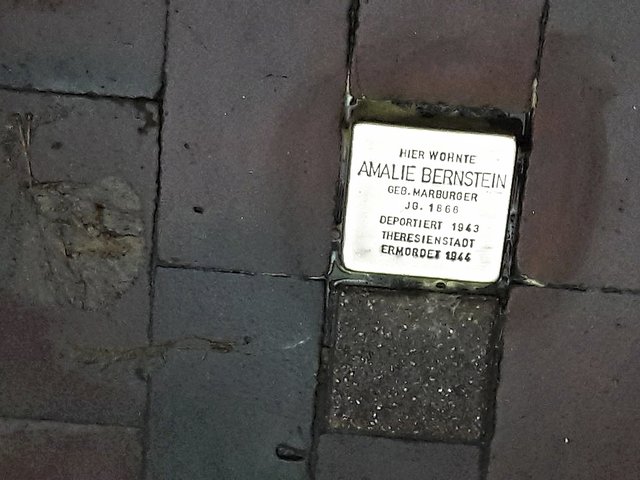 HIER WOHNTE
AMALIE BERNSTEIN
GEB. MARBURGER
JG. 1866
DEPORTIERT 1943
THERESIENSTADT
ERMORDET 1944